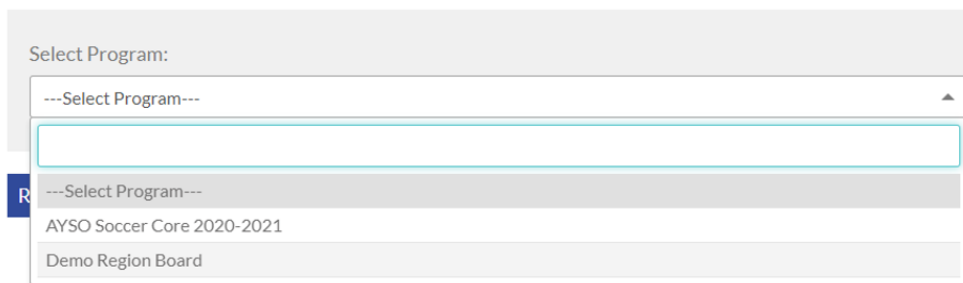 Select Program:
---Select Program---
---Select Program---
R
AYSO Soccer Core 2020-2021
Demo Region Board